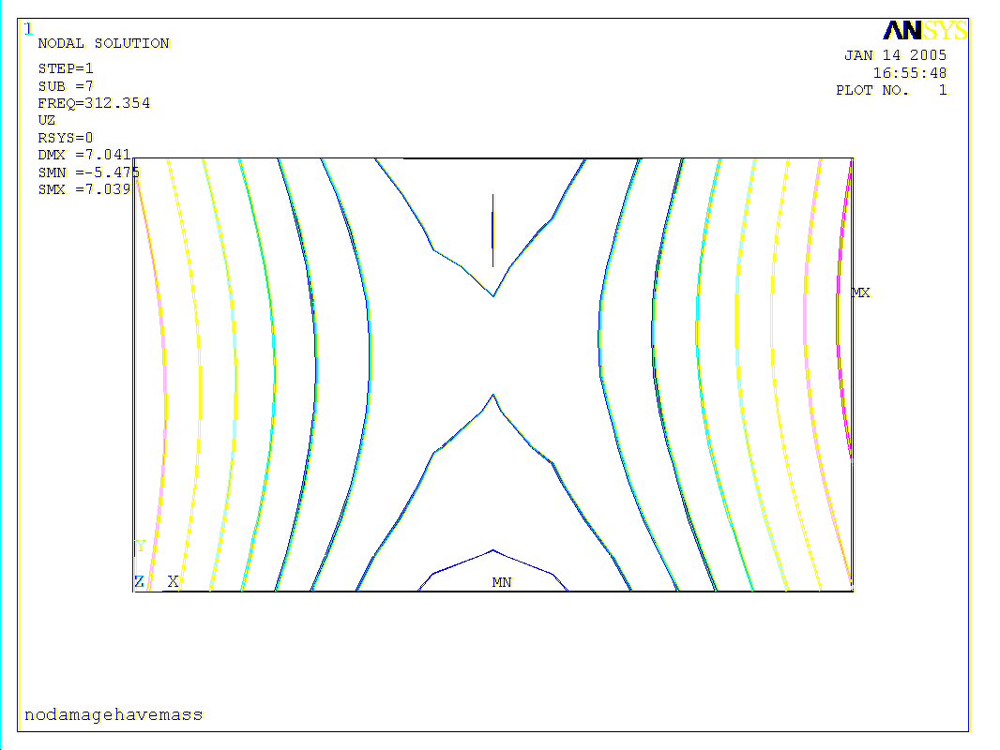 1
ANSYS
NODAL SOLUTION
JAN 14 2005
16:55:48
PLOT NO. 1
STEP=1
SUB =7
FREQ=312.354
UZ
RSYS=0
DMX =7.041
SMN =-5.475
SMX =7.039
MX
Y
Z X
MN
nodamagehavemass